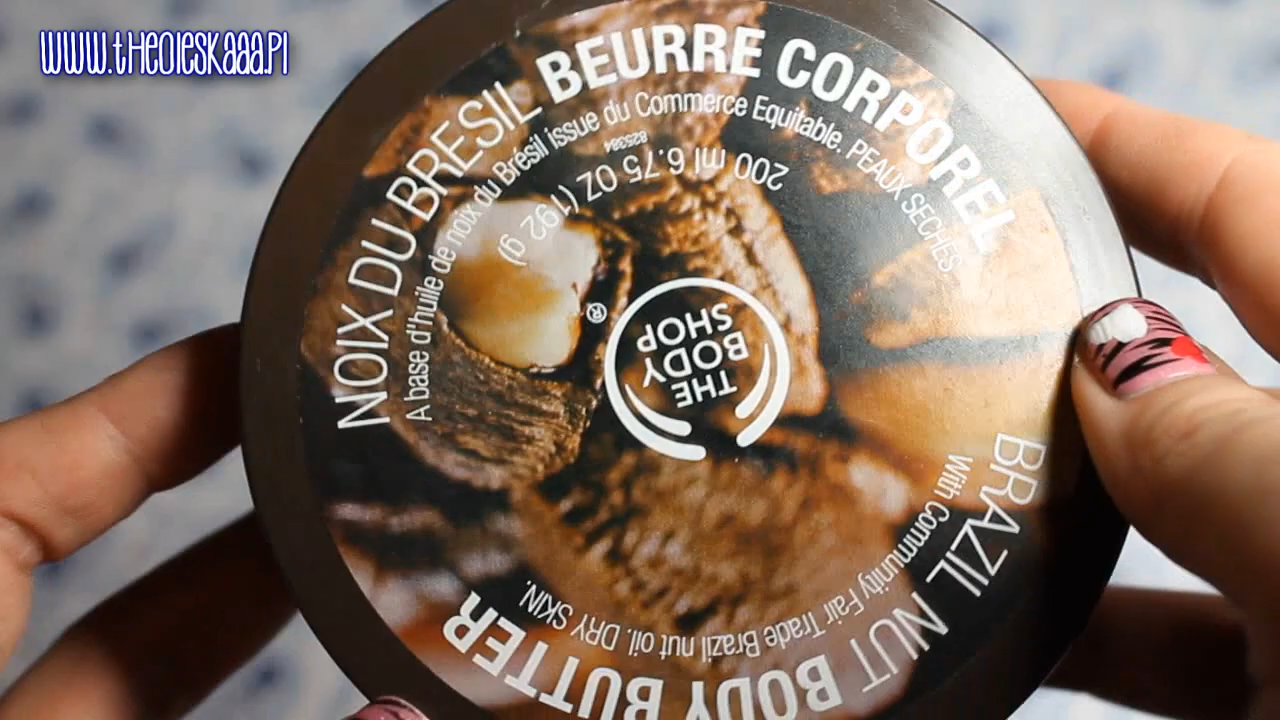 www.theoleskaaa.pl
NOIX DU BRESIL BEURRE CORPOREL
A base d'huile de noix du Brésil issue du Commerce Equitable. PEAUX SECHES
200 ml 6.75 OZ (192 g)
825384
THE
BODY
SHOP
®
BRAZIL NUT BODY BUTTER
With Community Fair Trade Brazil nut oil. DRY SKIN.